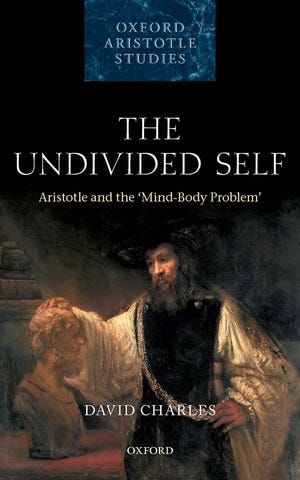 OXFORD
ARISTOTLE
STUDIES
THE
UNDIVIDED SELF
Aristotle and the ‘Mind-Body Problem’
DAVID CHARLES
OXFORD